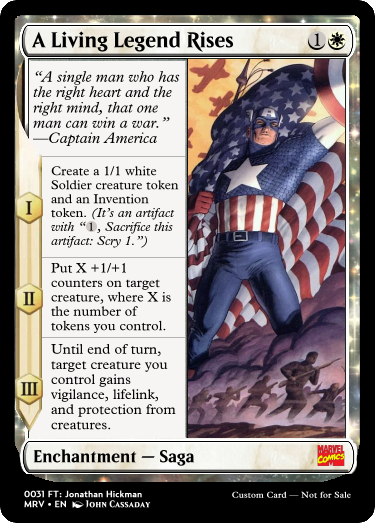 A Living Legend Rises 1
“A single man who has
the right heart and the
right mind, that one
man can win a war.”
—Captain America
I
Create a 1/1 white
Soldier creature token
and an Invention
token. (It’s an artifact
with “1, Sacrifice this
artifact: Scry 1.”)
II
Put X +1/+1
counters on target
creature, where X is
the number of
tokens you control.
III
Until end of turn,
target creature you
control gains
vigilance, lifelink,
and protection from
creatures.
Enchantment — Saga
MARVEL
COMICS
0031 FT: Jonathan Hickman
MRV • EN John Cassaday
Custom Card — Not for Sale